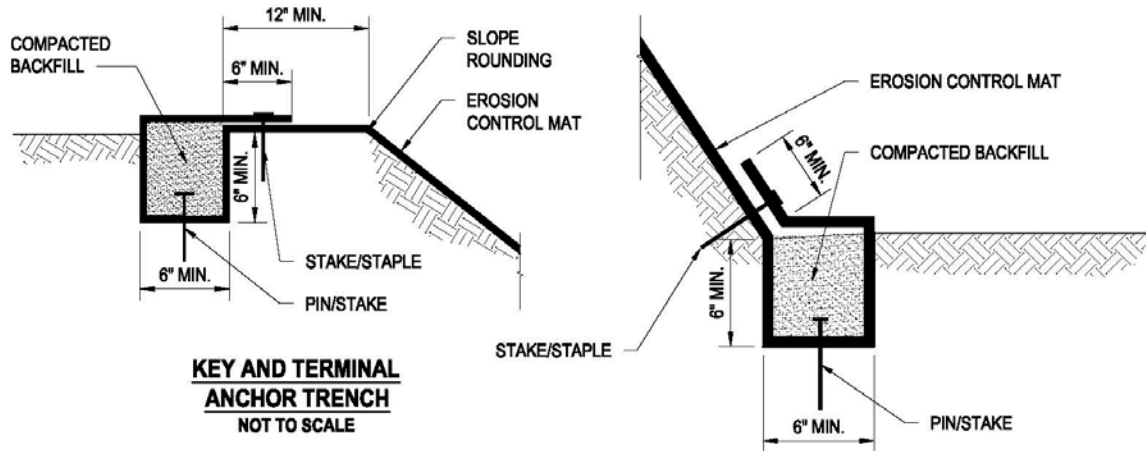 12" MIN.
COMPACTED
BACKFILL
6" MIN.
SLOPE
ROUNDING
EROSION
CONTROL MAT
6" MIN.
6" MIN.
STAKE/STAPLE
PIN/STAKE
KEY AND TERMINAL
ANCHOR TRENCH
NOT TO SCALE
EROSION CONTROL MAT
6" MIN.
COMPACTED BACKFILL
6" MIN.
STAKE/STAPLE
6" MIN.
PIN/STAKE